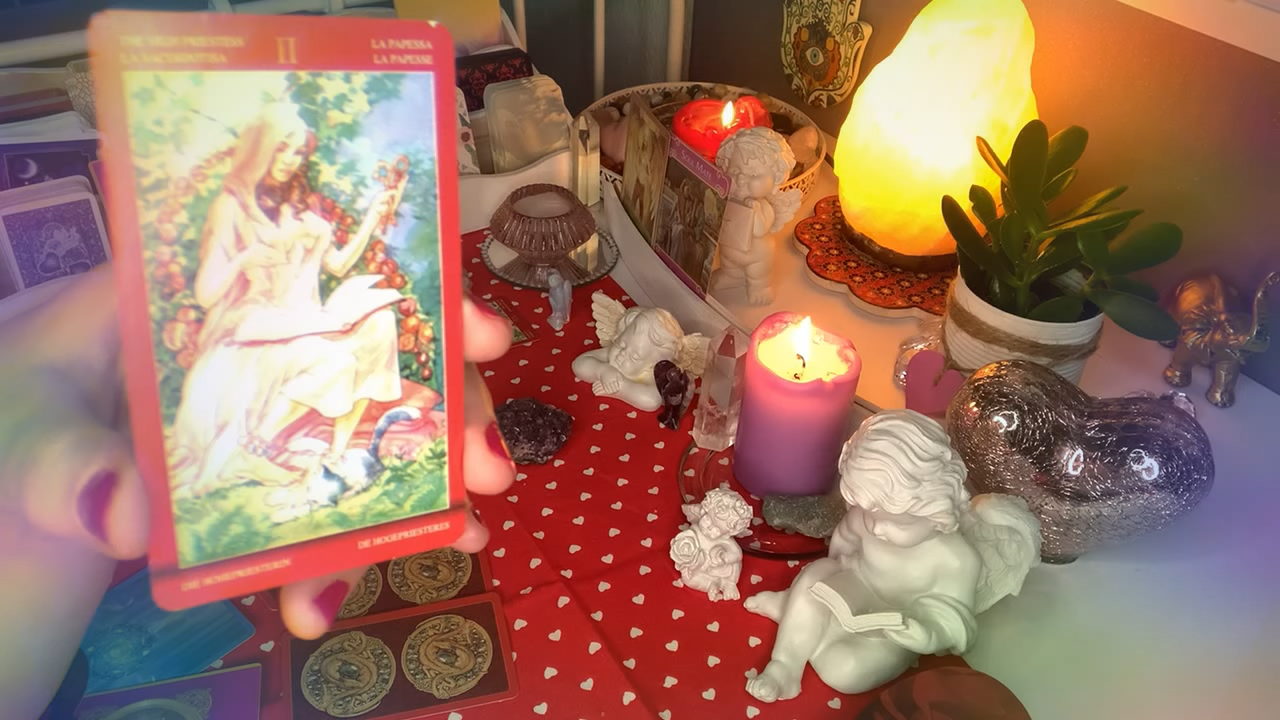 THE HIGH PRIESTESS
LA SACERDOTISA
II
LA PAPESSA
LA PAPESSE
DIE HOHEPRIESTERIN
DE HOGEPRIESTERES